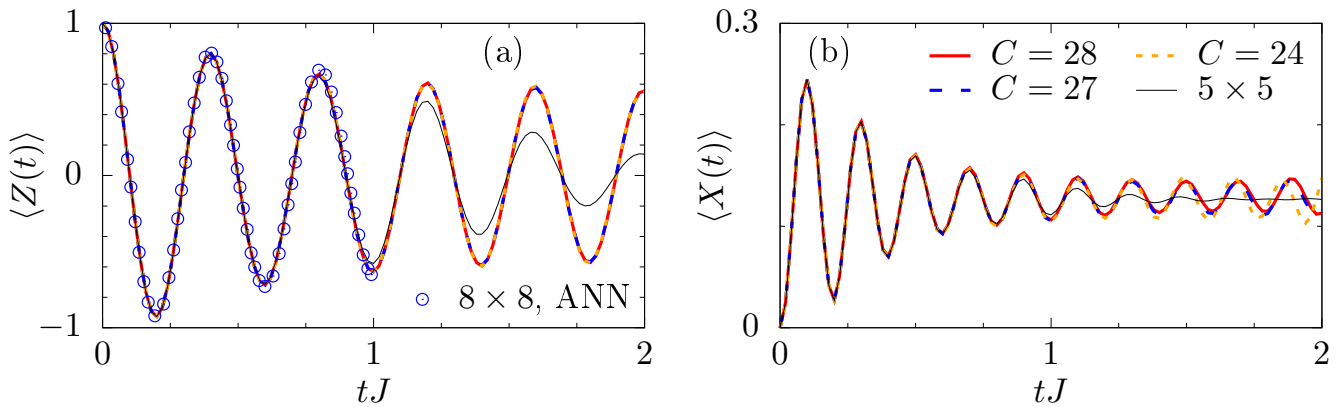 (a)
⟨Z(t)⟩
1
0
−1
8 × 8, ANN
0
1
2
tJ
(b)
⟨X(t)⟩
0.3
0
C = 28
C = 24
C = 27
5 × 5
0
1
2
tJ